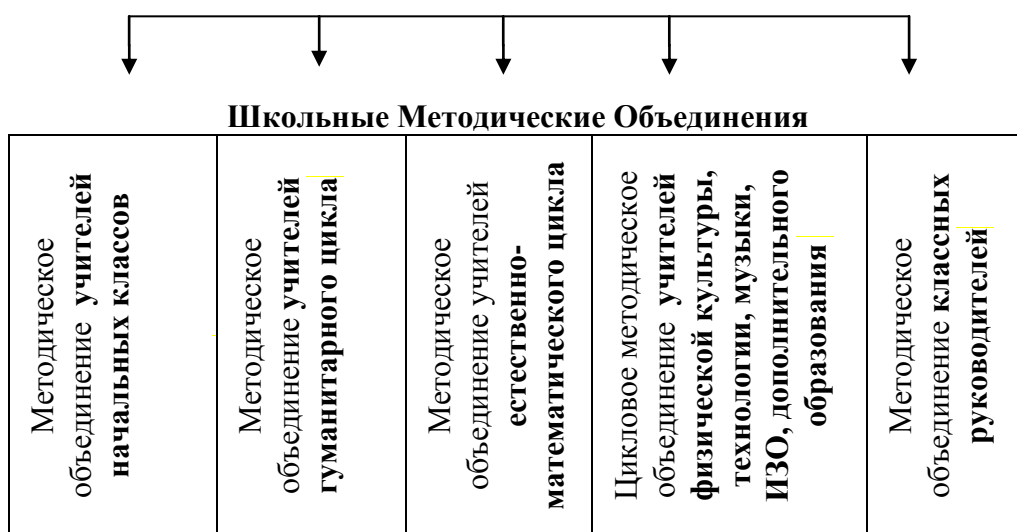 Школьные Методические Объединения
Методическое
объединение учителей
начальных классов
Методическое
объединение учителей
гуманитарного цикла
Методическое
объединение учителей
естественно-
математического цикла
Цикловое методическое
объединение учителей
физической культуры,
технологии, музыки,
ИЗО, дополнительного
образования
Методическое
объединение классных
руководителей